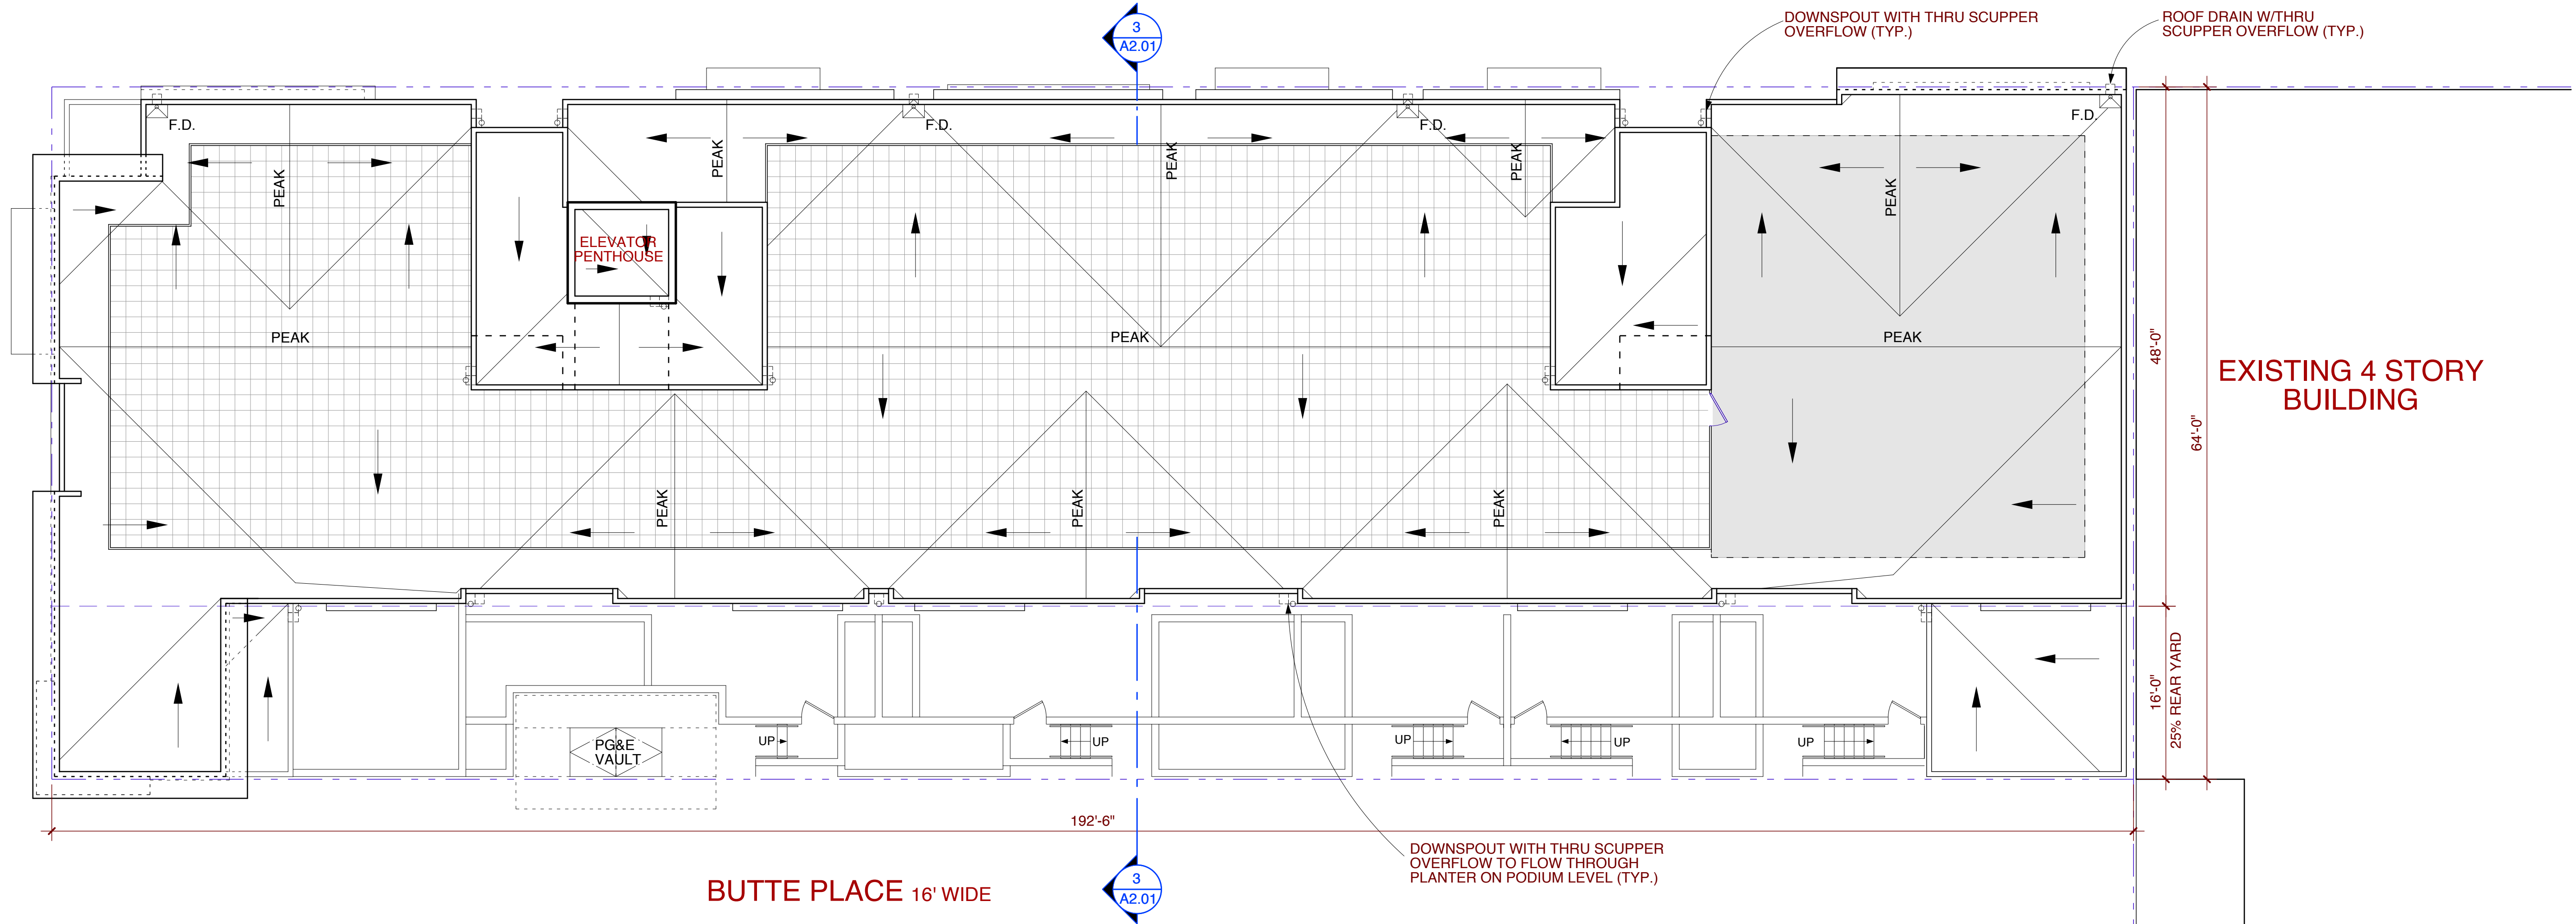 3
A2.01
DOWNSPOUT WITH THRU SCUPPER
OVERFLOW (TYP.)
ROOF DRAIN W/THRU
SCUPPER OVERFLOW (TYP.)
F.D.
F.D.
F.D.
F.D.
PEAK
PEAK
PEAK
PEAK
PEAK
ELEVATOR
PENTHOUSE
PEAK
PEAK
PEAK
48'-0"
64'-0"
EXISTING 4 STORY
BUILDING
PEAK
PEAK
PEAK
16'-0"
25% REAR YARD
PG&E
VAULT
UP
UP
UP
UP
UP
192'-6"
DOWNSPOUT WITH THRU SCUPPER
OVERFLOW TO FLOW THROUGH
PLANTER ON PODIUM LEVEL (TYP.)
BUTTE PLACE 16' WIDE
3
A2.01